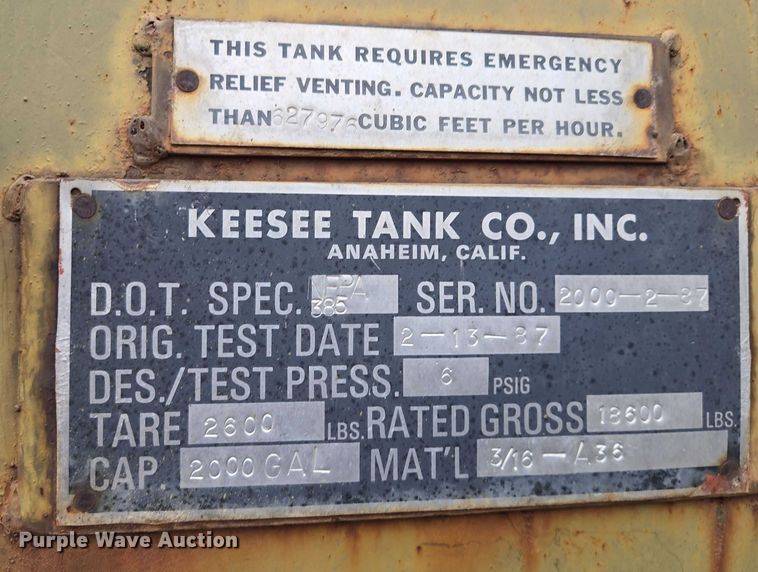 THIS TANK REQUIRES EMERGENCY
RELIEF VENTING. CAPACITY NOT LESS
THAN 627976 CUBIC FEET PER HOUR.
KEESEE TANK CO., INC.
ANAHEIM, CALIF.
D.O.T. SPEC. NFPA 385 SER. NO. 2000-2-87
ORIG. TEST DATE 2-13-87
DES./TEST PRESS. 6 PSIG
TARE 2600 LBS. RATED GROSS 18600 LBS.
CAP. 2000 GAL MAT'L 3/16-A36
Purple Wave Auction